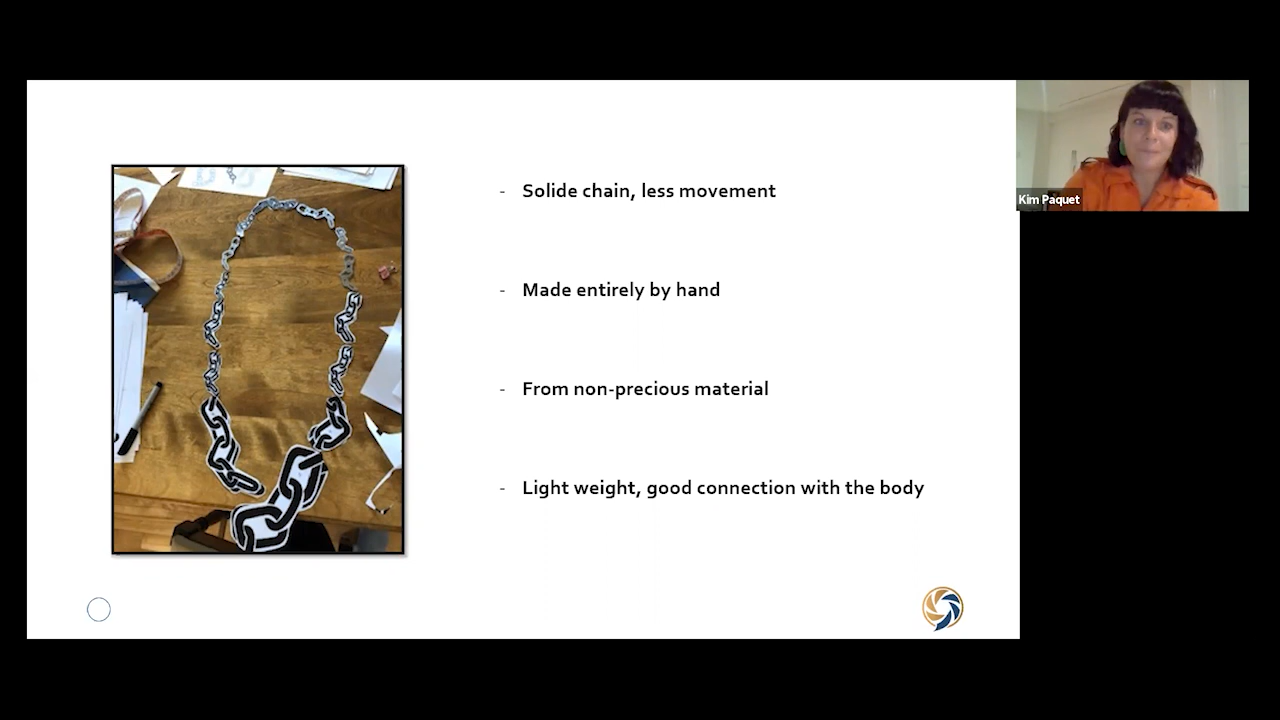 - Solide chain, less movement
- Made entirely by hand
- From non-precious material
- Light weight, good connection with the body
Kim Paquet